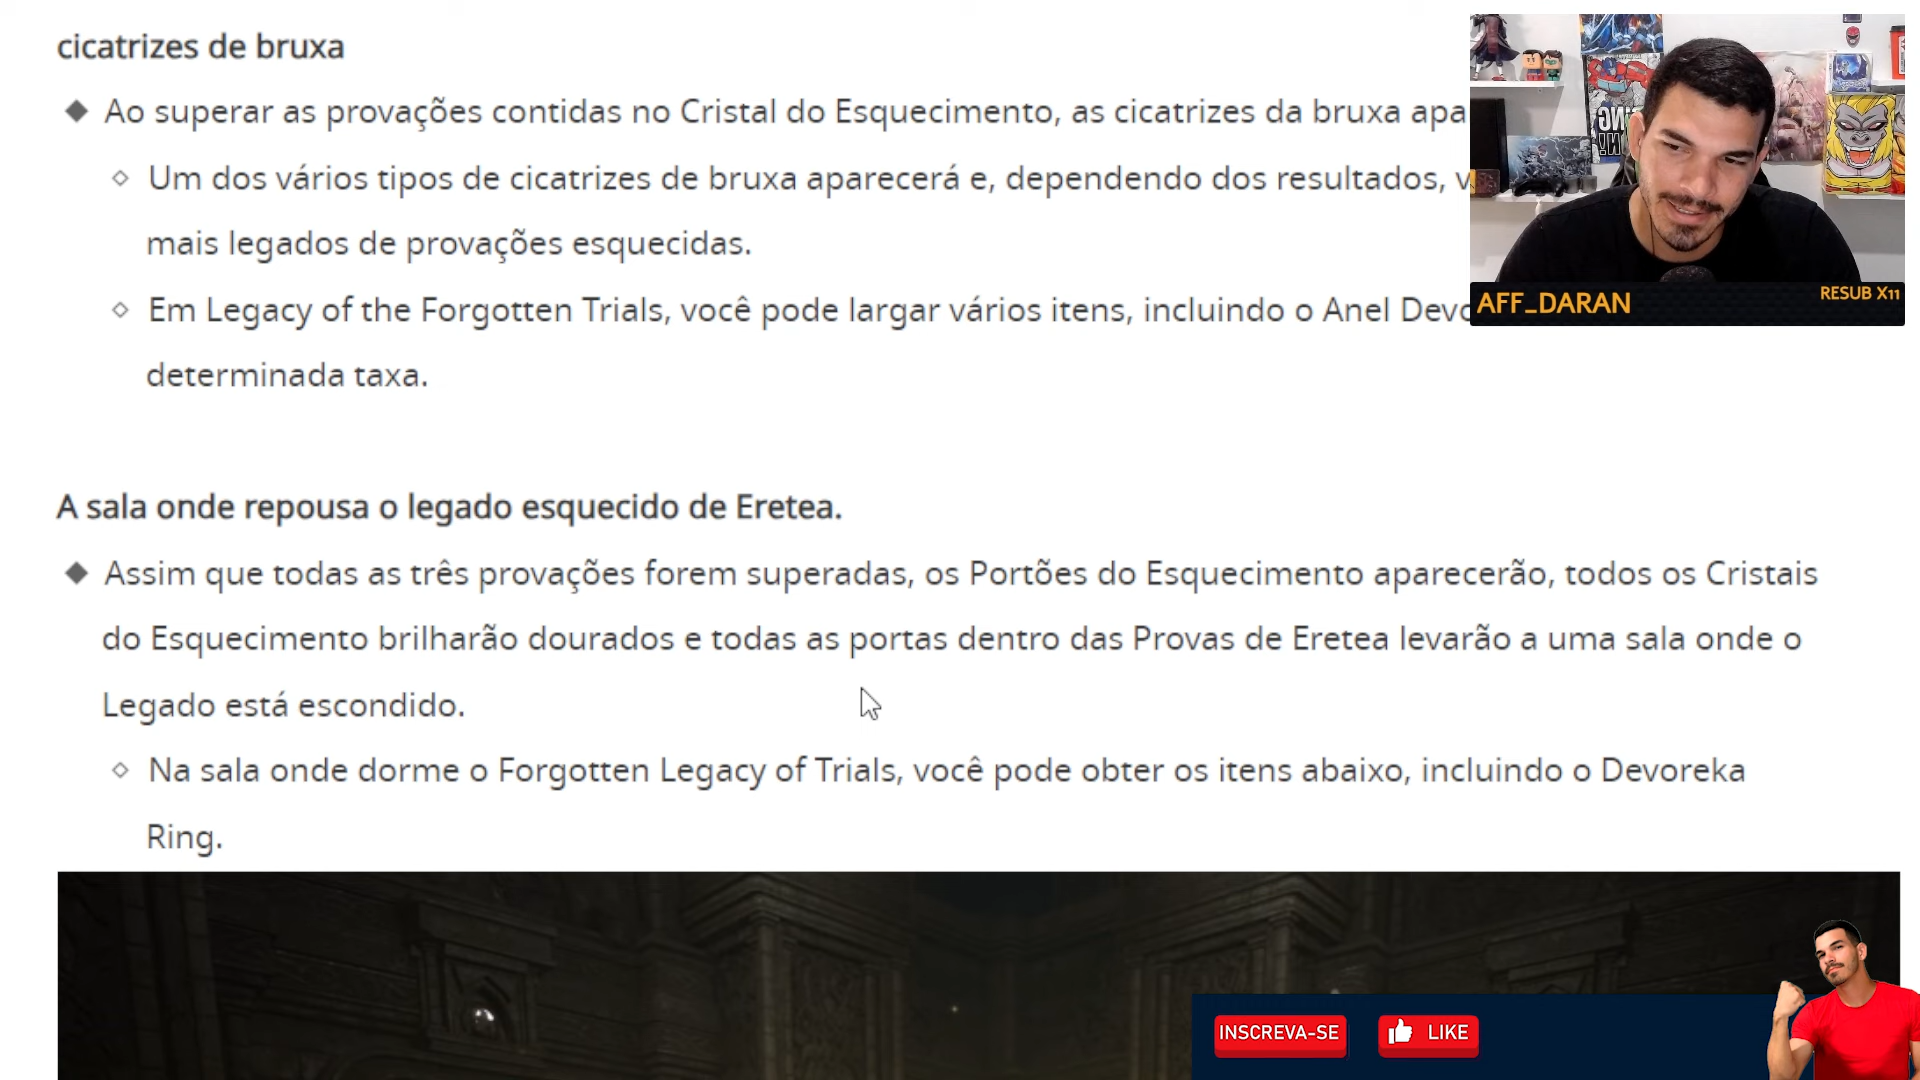 cicatrizes de bruxa
Ao superar as provações contidas no Cristal do Esquecimento, as cicatrizes da bruxa apa
Um dos vários tipos de cicatrizes de bruxa aparecerá e, dependendo dos resultados, v
mais legados de provações esquecidas.
Em Legacy of the Forgotten Trials, você pode largar vários itens, incluindo o Anel Devo
determinada taxa.
AFF_DARAN
RESUB X11
A sala onde repousa o legado esquecido de Eretea.
Assim que todas as três provações forem superadas, os Portões do Esquecimento aparecerão, todos os Cristais
do Esquecimento brilharão dourados e todas as portas dentro das Provas de Eretea levarão a uma sala onde o
Legado está escondido.
Na sala onde dorme o Forgotten Legacy of Trials, você pode obter os itens abaixo, incluindo o Devoreka
Ring.
INSCREVA-SE
LIKE